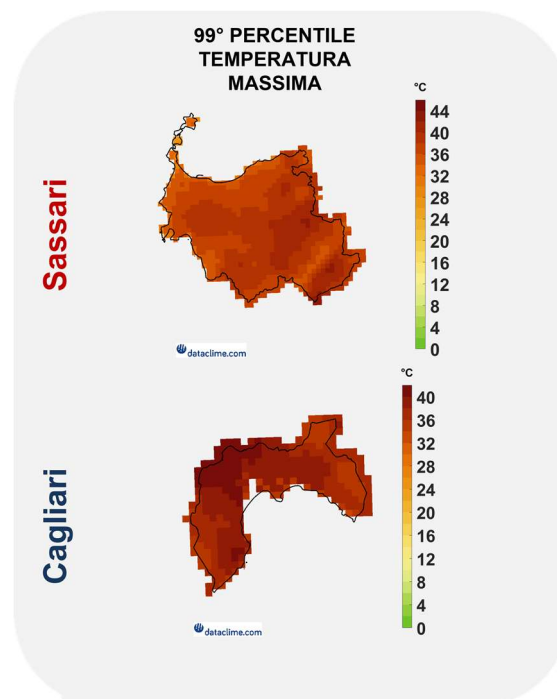 99° PERCENTILE
TEMPERATURA
MASSIMA
°C
44
40
36
32
28
24
20
16
12
8
4
0
Sassari
dataclime.com
°C
40
36
32
28
24
20
16
12
8
4
0
Cagliari
dataclime.com